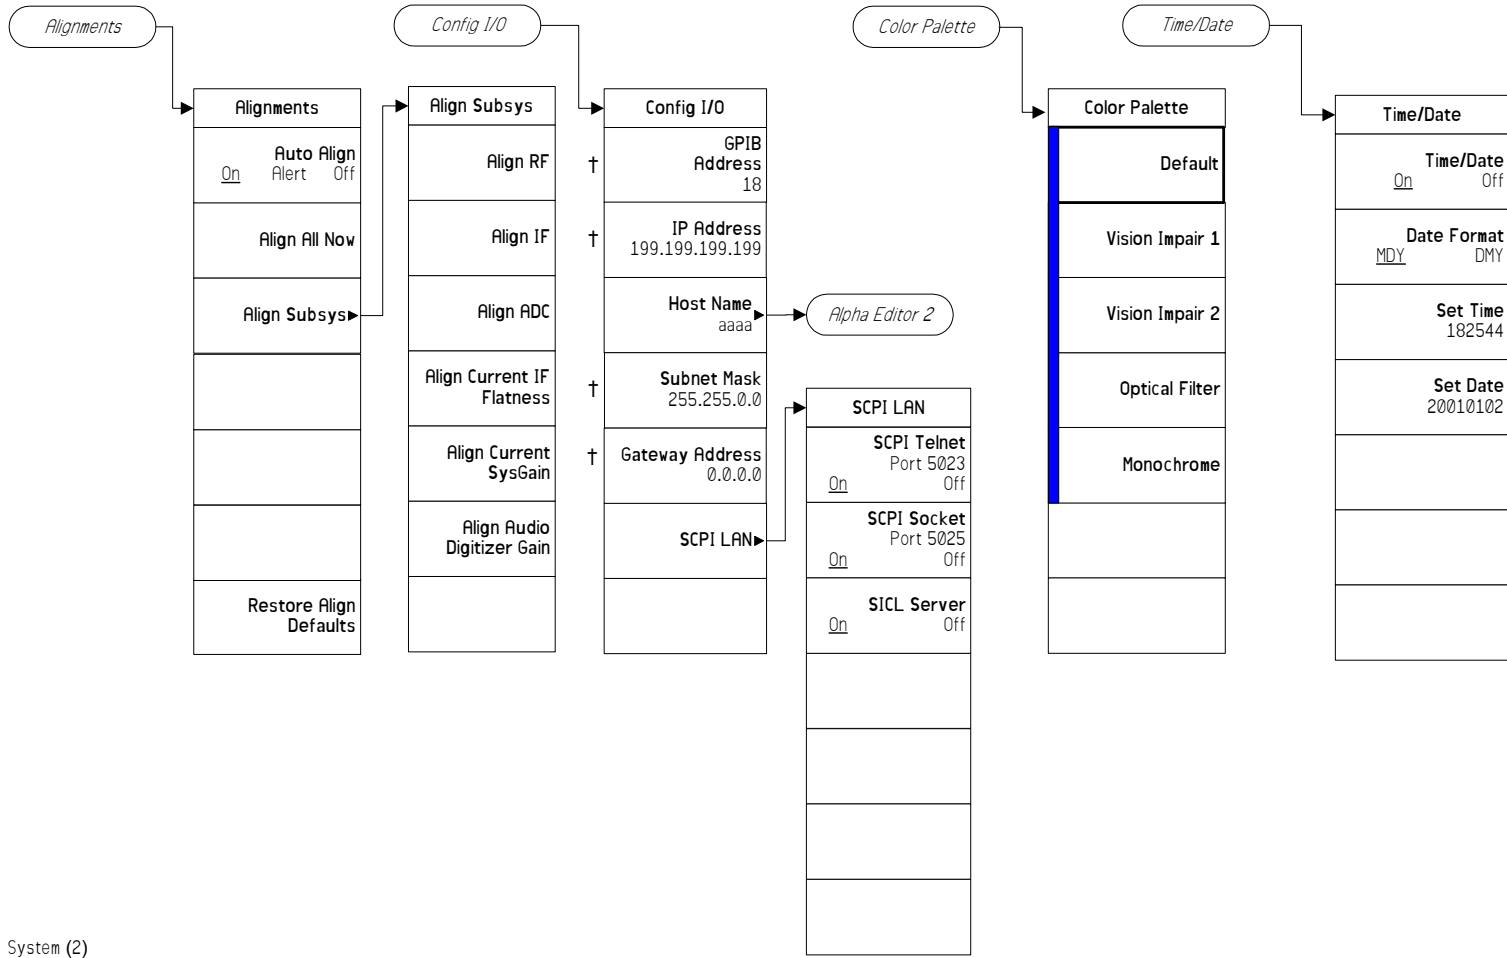 Alignments
Config I/O
Color Palette
Time/Date
Alignments
Auto Align
On Alert Off
Align All Now
Align Subsys
Restore Align
Defaults
Align Subsys
Align RF
Align IF
Align ADC
Align Current IF
Flatness
Align Current
SysGain
Align Audio
Digitizer Gain
Config I/O
† GPIB
Address
18
† IP Address
199.199.199.199
Host Name
aaaa
† Subnet Mask
255.255.0.0
† Gateway Address
0.0.0.0
SCPI LAN
Alpha Editor 2
SCPI LAN
SCPI Telnet
Port 5023
On Off
SCPI Socket
Port 5025
On Off
SICL Server
On Off
Color Palette
Default
Vision Impair 1
Vision Impair 2
Optical Filter
Monochrome
Time/Date
Time/Date
On Off
Date Format
MDY DMY
Set Time
182544
Set Date
20010102
System (2)